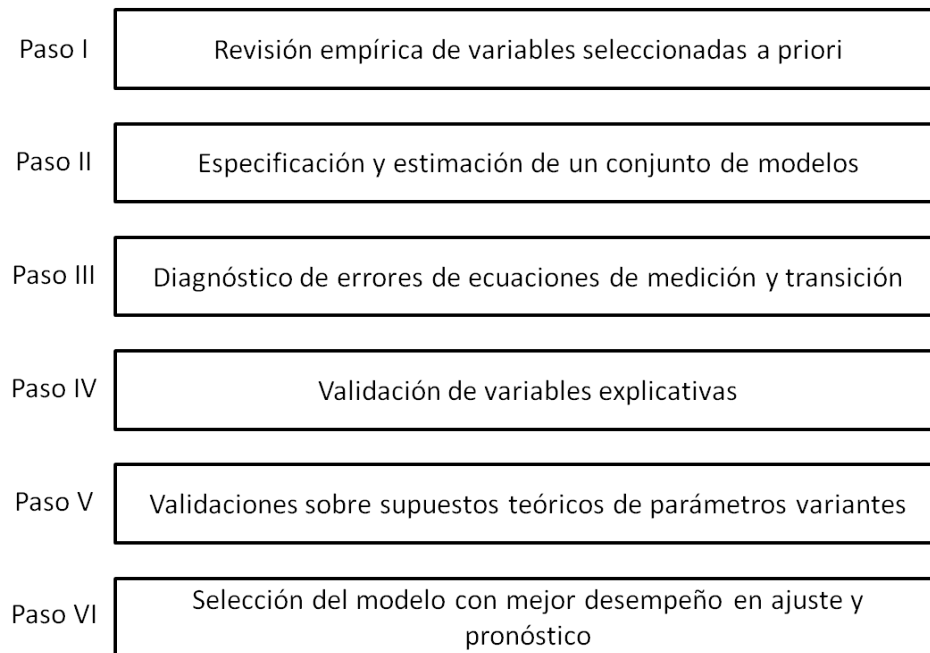 Paso I
Revisión empírica de variables seleccionadas a priori
Paso II
Especificación y estimación de un conjunto de modelos
Paso III
Diagnóstico de errores de ecuaciones de medición y transición
Paso IV
Validación de variables explicativas
Paso V
Validaciones sobre supuestos teóricos de parámetros variantes
Paso VI
Selección del modelo con mejor desempeño en ajuste y
pronóstico